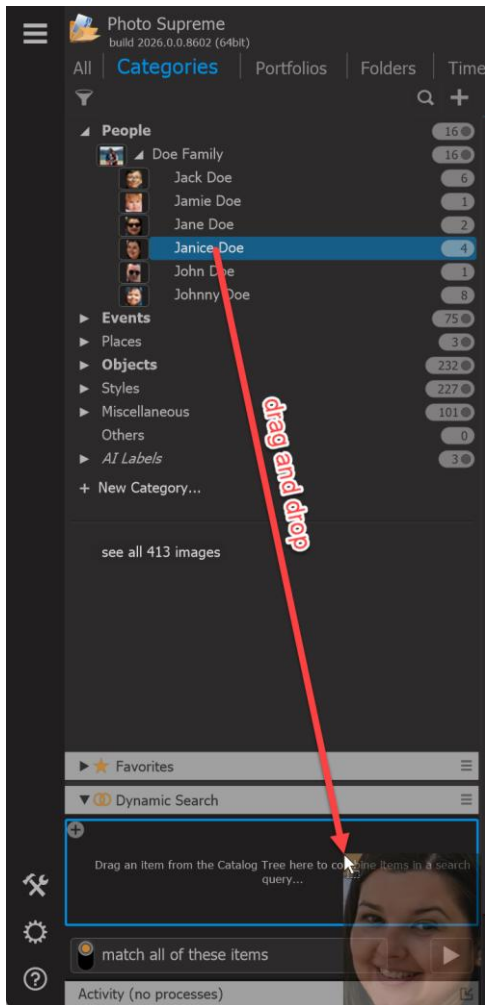 Photo Supreme
build 2026.0.0.8602 (64bit)
All Categories Portfolios Folders Time
People 16
Doe Family 16
Jack Doe 6
Jamie Doe 1
Jane Doe 2
Janice Doe 4
John Doe 1
Johnny Doe 8
Events 75
Places 3
Objects 232
Styles 227
Miscellaneous 101
Others 0
AI Labels 3
+ New Category...
drag and drop
see all 413 images
Favorites
Dynamic Search
Drag an item from the Catalog Tree here to combine items in a search
query...
match all of these items
Activity (no processes)